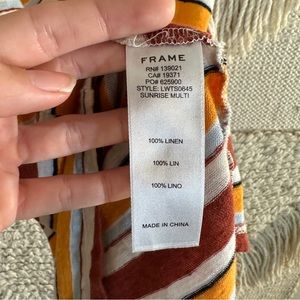 FRAME
RN# 139021
CA# 19371
PO# 625900
STYLE: LWTS0645
SUNRISE MULTI
100% LINEN
100% LIN
100% LINO
MADE IN CHINA